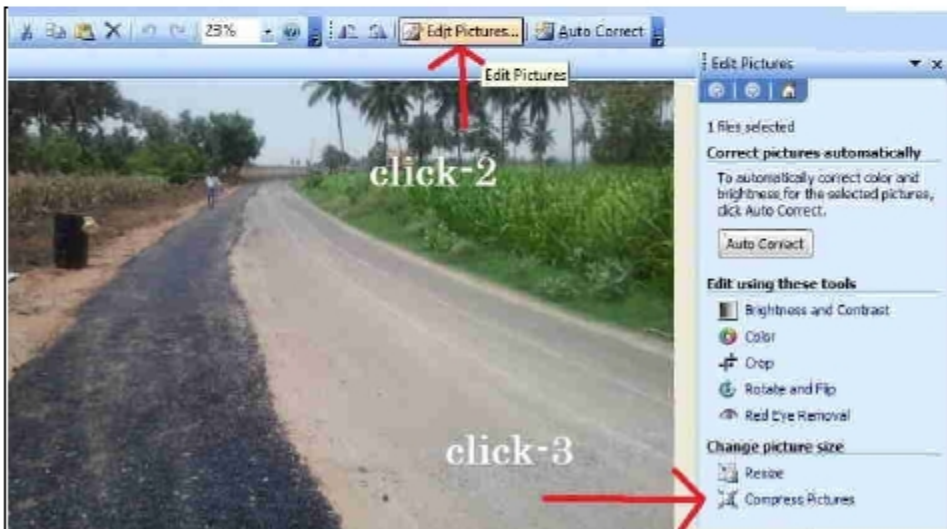 23%
Edit Pictures...
Auto Correct
Edit Pictures
Edit Pictures
1 files selected
Correct pictures automatically
To automatically correct color and
brightness for the selected pictures,
click Auto Correct.
Auto Correct
click-2
Edit using these tools
Brightness and Contrast
Color
Crop
Rotate and Flip
Red Eye Removal
click-3
Change picture size
Resize
Compress Pictures